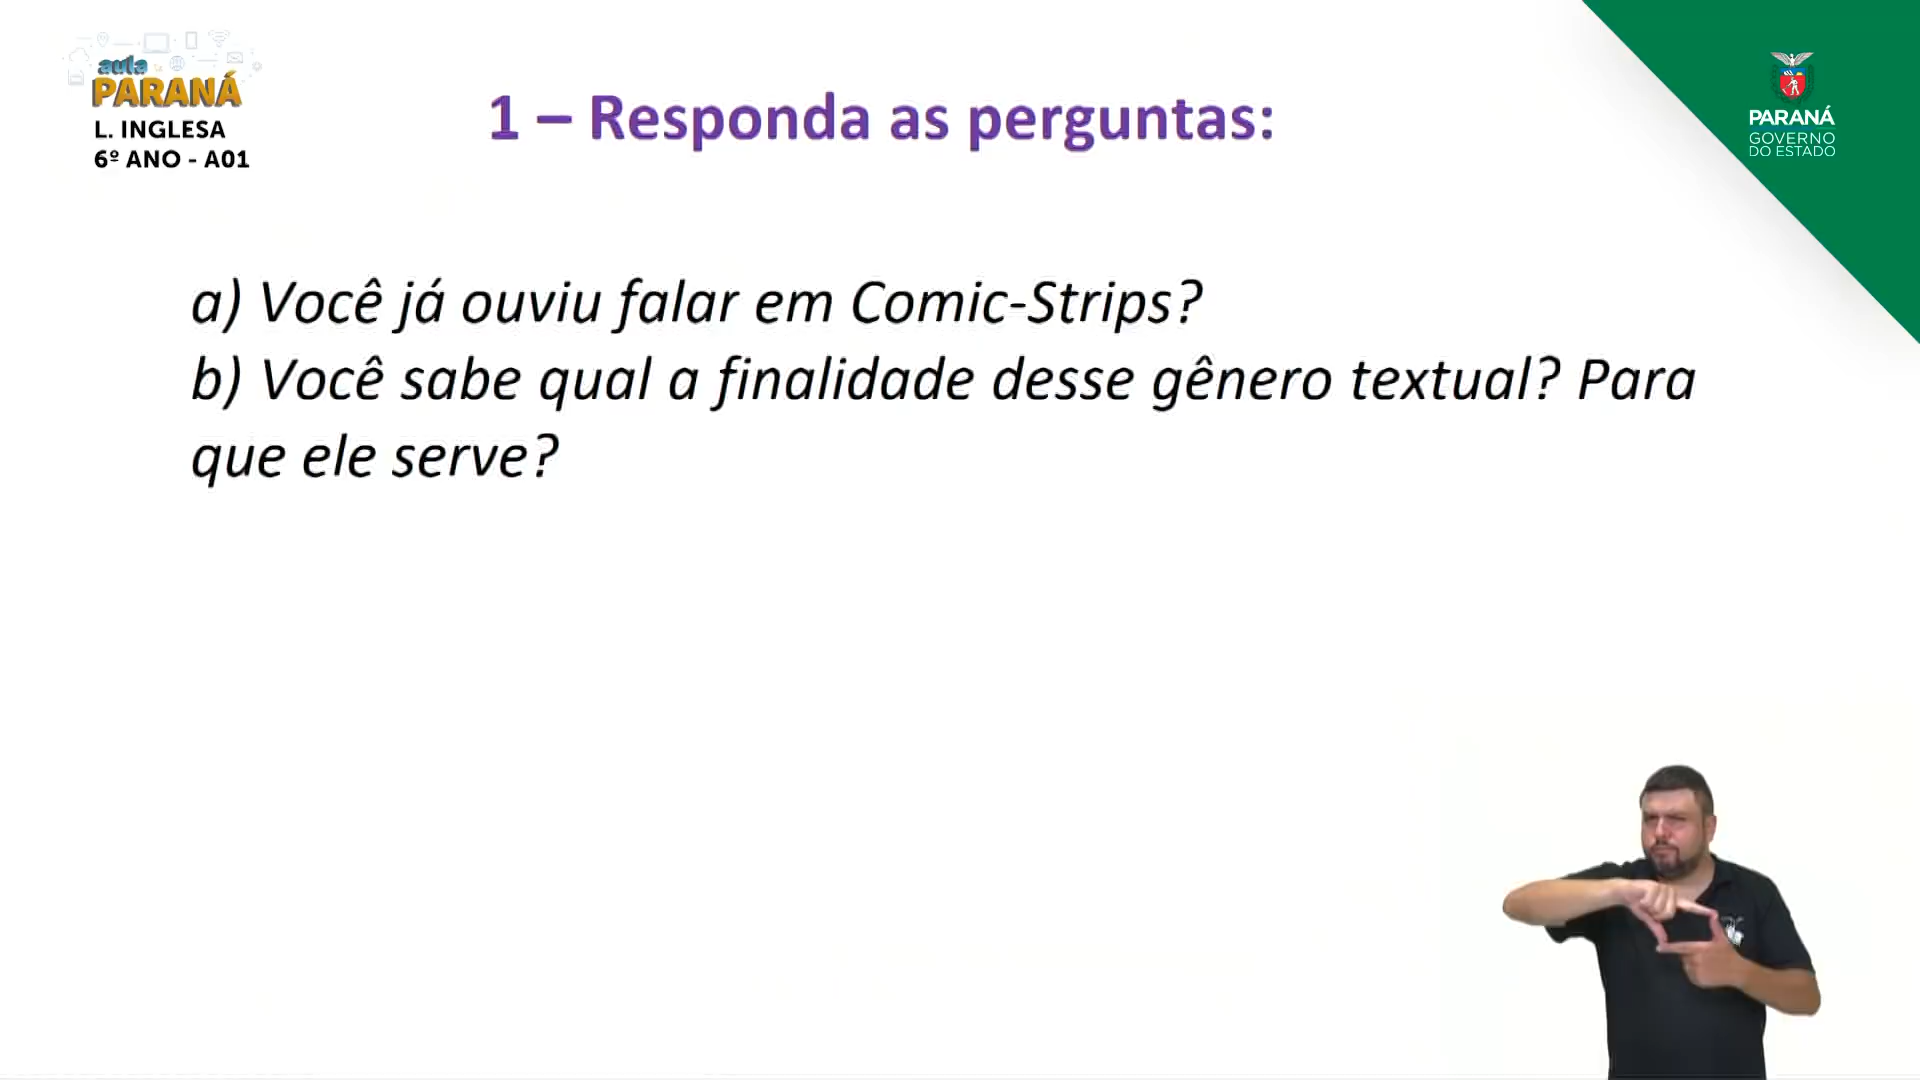 aula
PARANÁ
L. INGLESA
6º ANO - A01
1 – Responda as perguntas:
PARANÁ
GOVERNO
DO ESTADO
a) Você já ouviu falar em Comic-Strips?
b) Você sabe qual a finalidade desse gênero textual? Para
que ele serve?